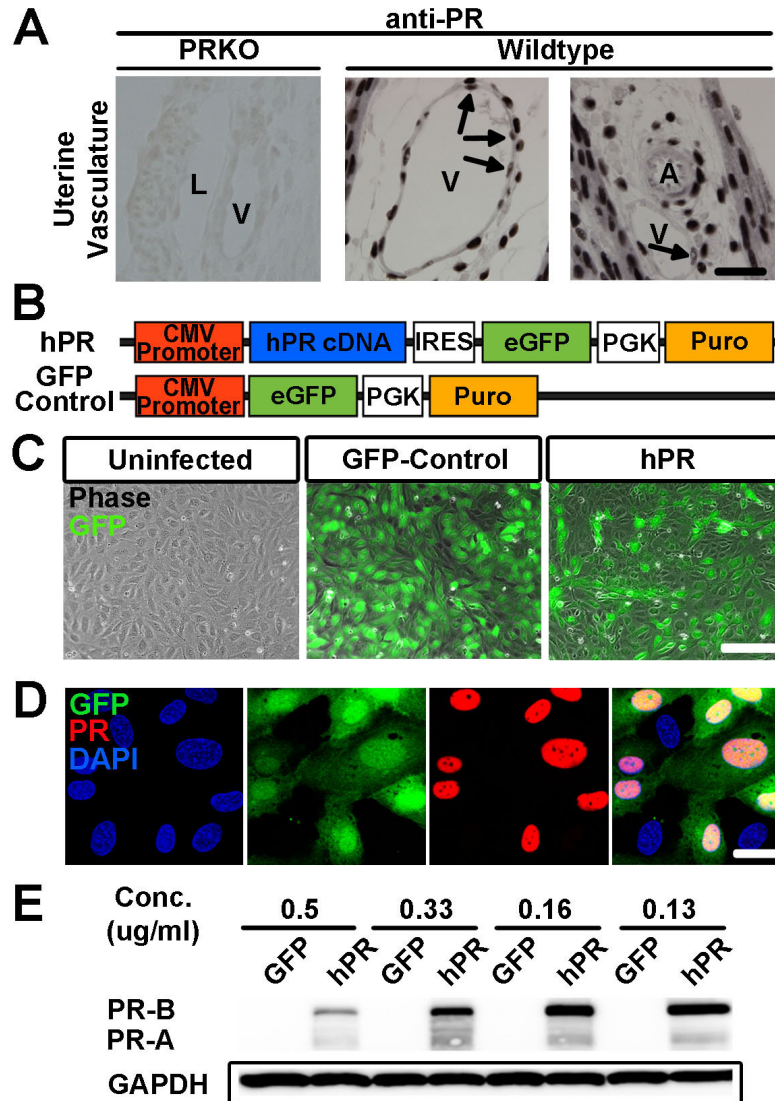 A
anti-PR
PRKO
Wildtype
Uterine
Vasculature
L
V
V
A
V
B
hPR
CMV
Promoter
hPR cDNA
IRES
eGFP
PGK
Puro
GFP
Control
CMV
Promoter
eGFP
PGK
Puro
C
Uninfected
GFP-Control
hPR
Phase
GFP
D
GFP
PR
DAPI
E
Conc.
(ug/ml)
0.5
0.33
0.16
0.13
GFP
hPR
GFP
hPR
GFP
hPR
GFP
hPR
PR-B
PR-A
GAPDH